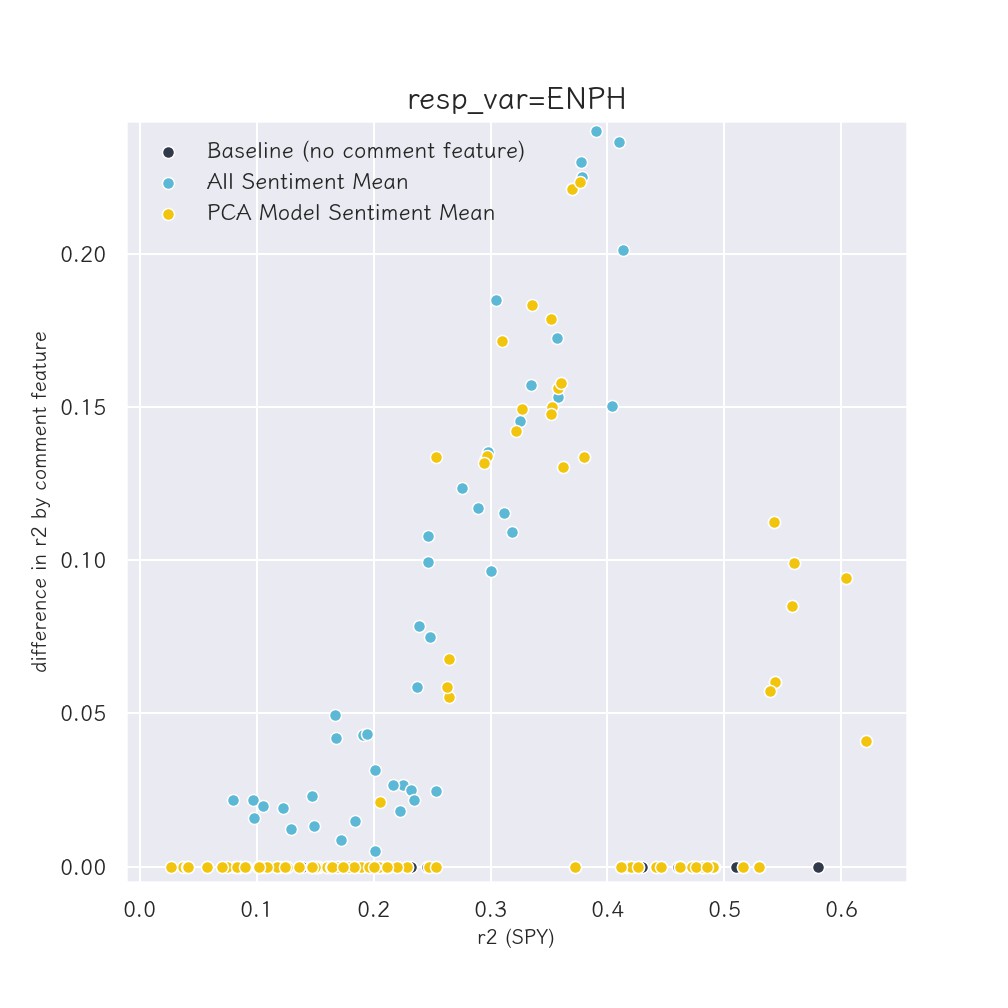 resp_var=ENPH
Baseline (no comment feature)
All Sentiment Mean
PCA Model Sentiment Mean
difference in r2 by comment feature
0.20
0.15
0.10
0.05
0.00
0.0 0.1 0.2 0.3 0.4 0.5 0.6
r2 (SPY)